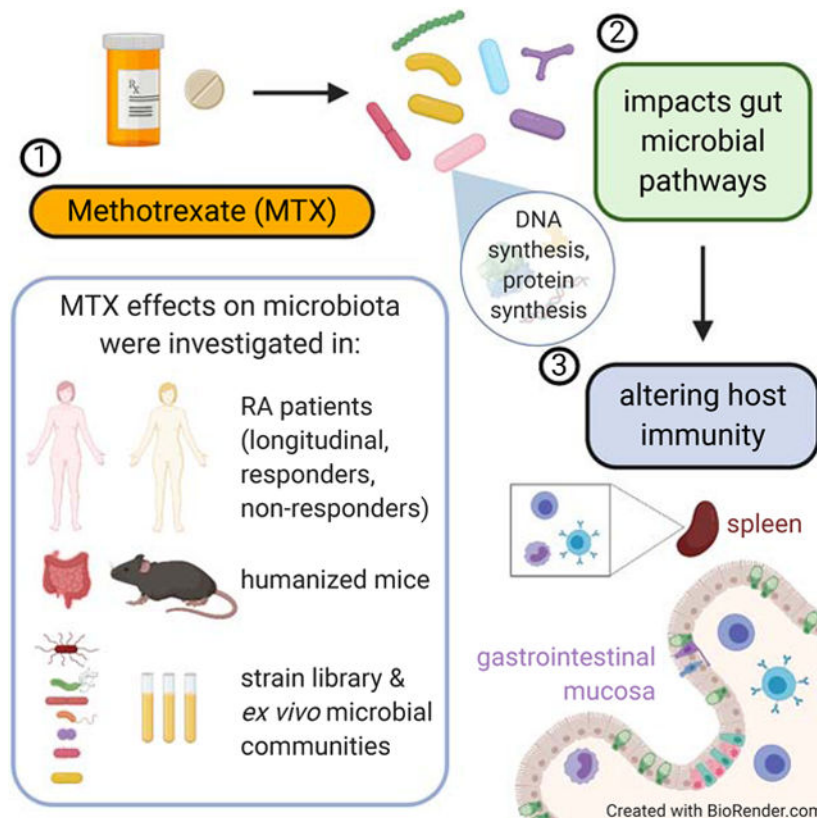 Rx
1
Methotrexate (MTX)
2
impacts gut
microbial
pathways
DNA
synthesis,
protein
synthesis
3
altering host
immunity
MTX effects on microbiota
were investigated in:
RA patients
(longitudinal,
responders,
non-responders)
humanized mice
strain library &
ex vivo microbial
communities
spleen
gastrointestinal
mucosa
Created with BioRender.com